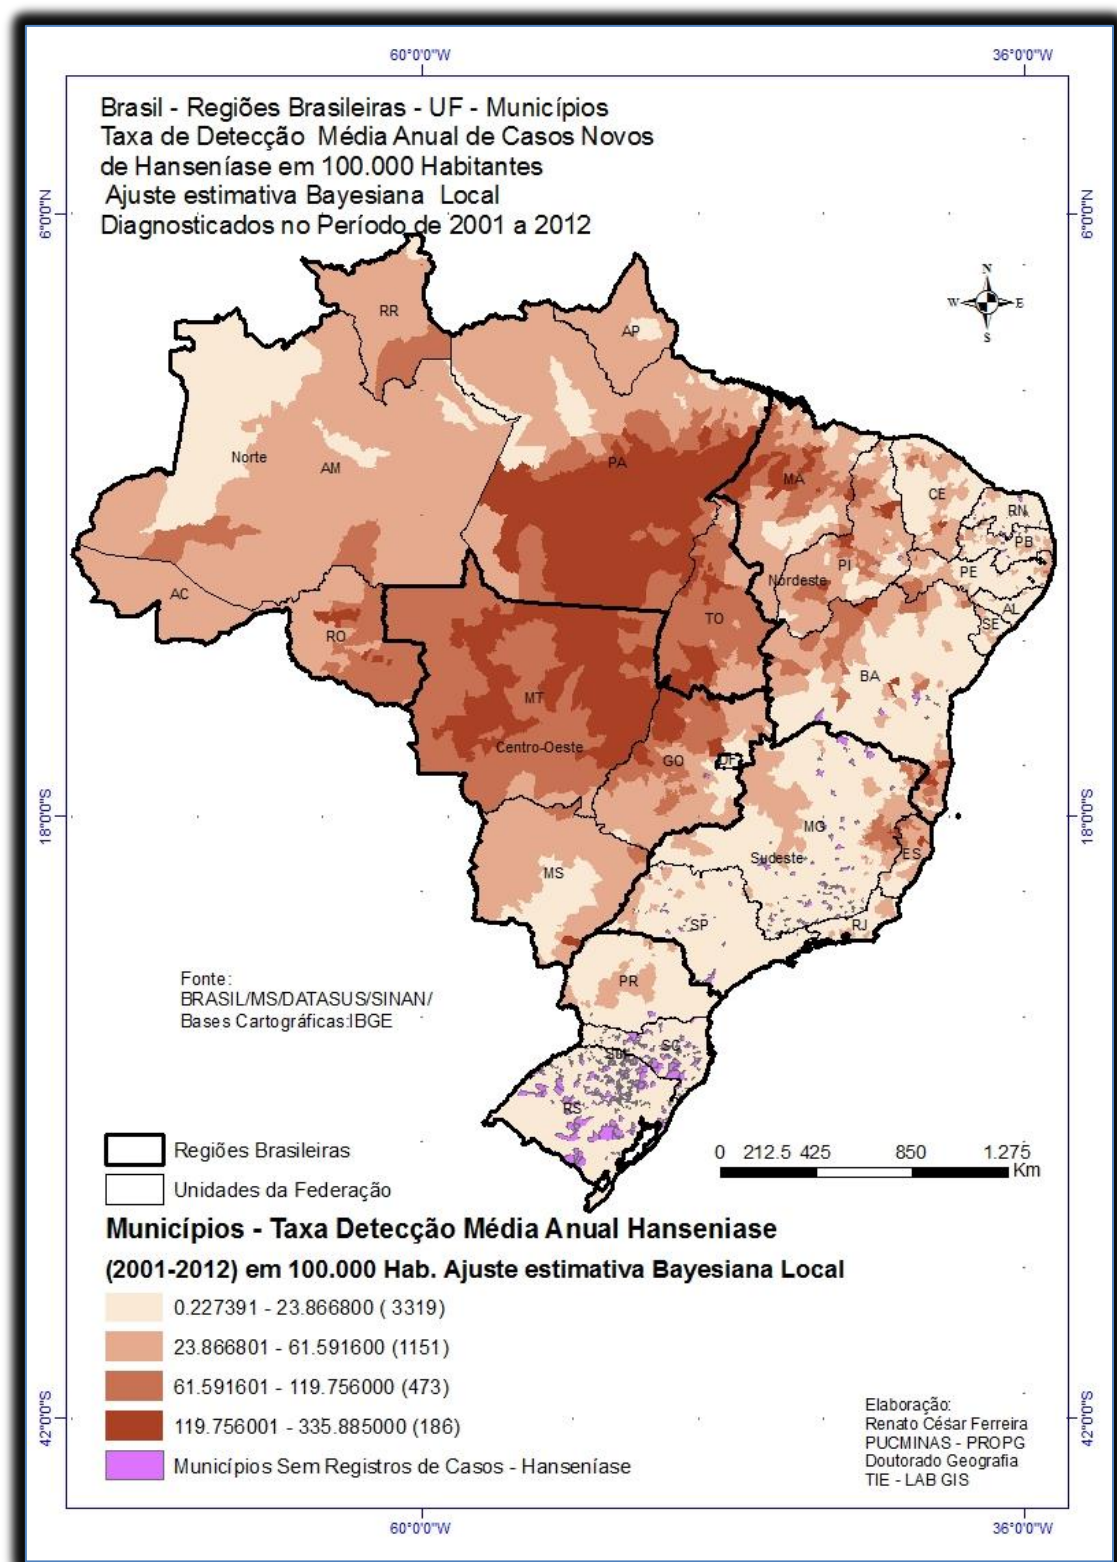 60°0'0"W
36°0'0"W
Brasil - Regiões Brasileiras - UF - Municípios
Taxa de Detecção Média Anual de Casos Novos
de Hanseníase em 100.000 Habitantes
Ajuste estimativa Bayesiana Local
Diagnosticados no Período de 2001 a 2012
6°0'0"N
6°0'0"N
N
W
E
S
RR
AP
Norte
AM
PA
MA
CE
RN
PB
PE
AL
SE
PI
Nordeste
AC
RO
TO
BA
MT
Centro-Oeste
GO
DF
18°0'0"S
18°0'0"S
MG
Sudeste
ES
MS
SP
RJ
PR
Fonte:
BRASIL/MS/DATASUS/SINAN/
Bases Cartográficas:IBGE
SC
Sul
RS
Regiões Brasileiras
Unidades da Federação
0 212.5 425 850 1.275
Km
Municípios - Taxa Detecção Média Anual Hanseniase
(2001-2012) em 100.000 Hab. Ajuste estimativa Bayesiana Local
0.227391 - 23.866800 ( 3319)
23.866801 - 61.591600 (1151)
61.591601 - 119.756000 (473)
119.756001 - 335.885000 (186)
Municípios Sem Registros de Casos - Hanseníase
Elaboração:
Renato César Ferreira
PUCMINAS - PROPG
Doutorado Geografia
TIE - LAB GIS
42°0'0"S
42°0'0"S
60°0'0"W
36°0'0"W